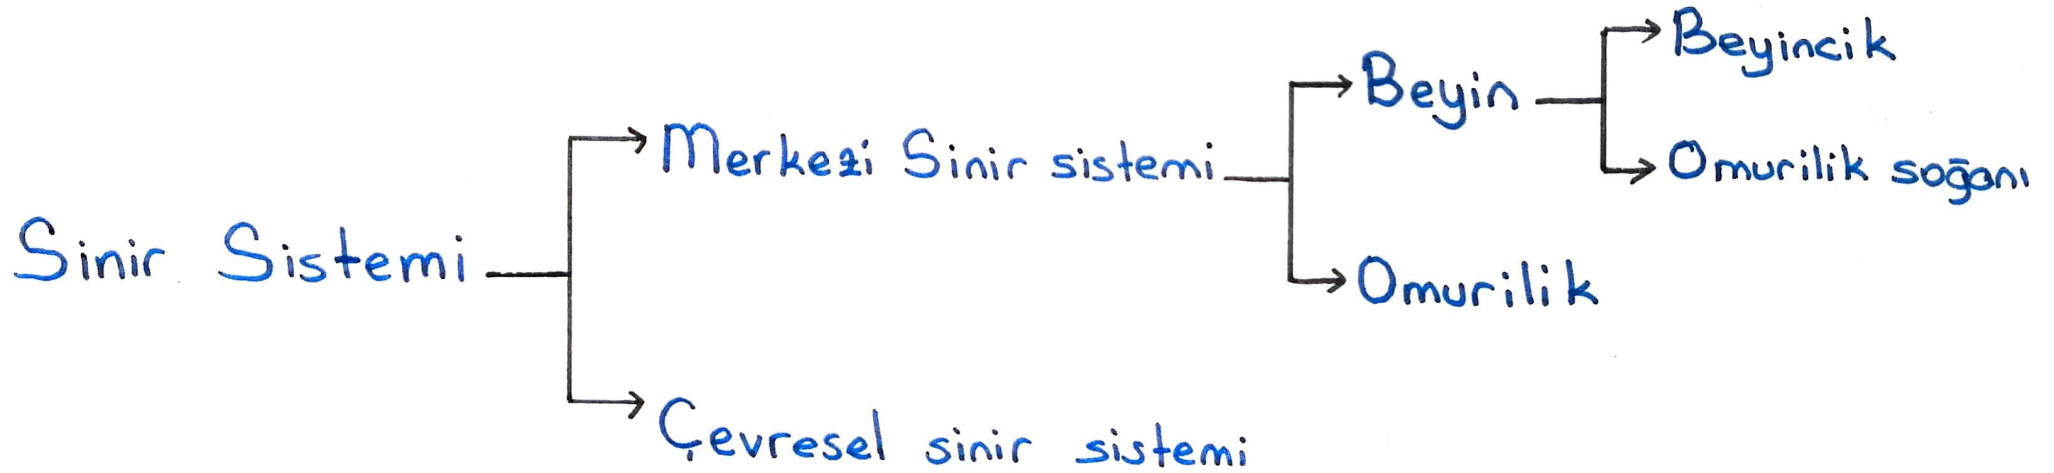 Beyincik
Beyin
Merkezi Sinir sistemi
Omurilik soğanı
Sinir Sistemi
Omurilik
Çevresel sinir sistemi